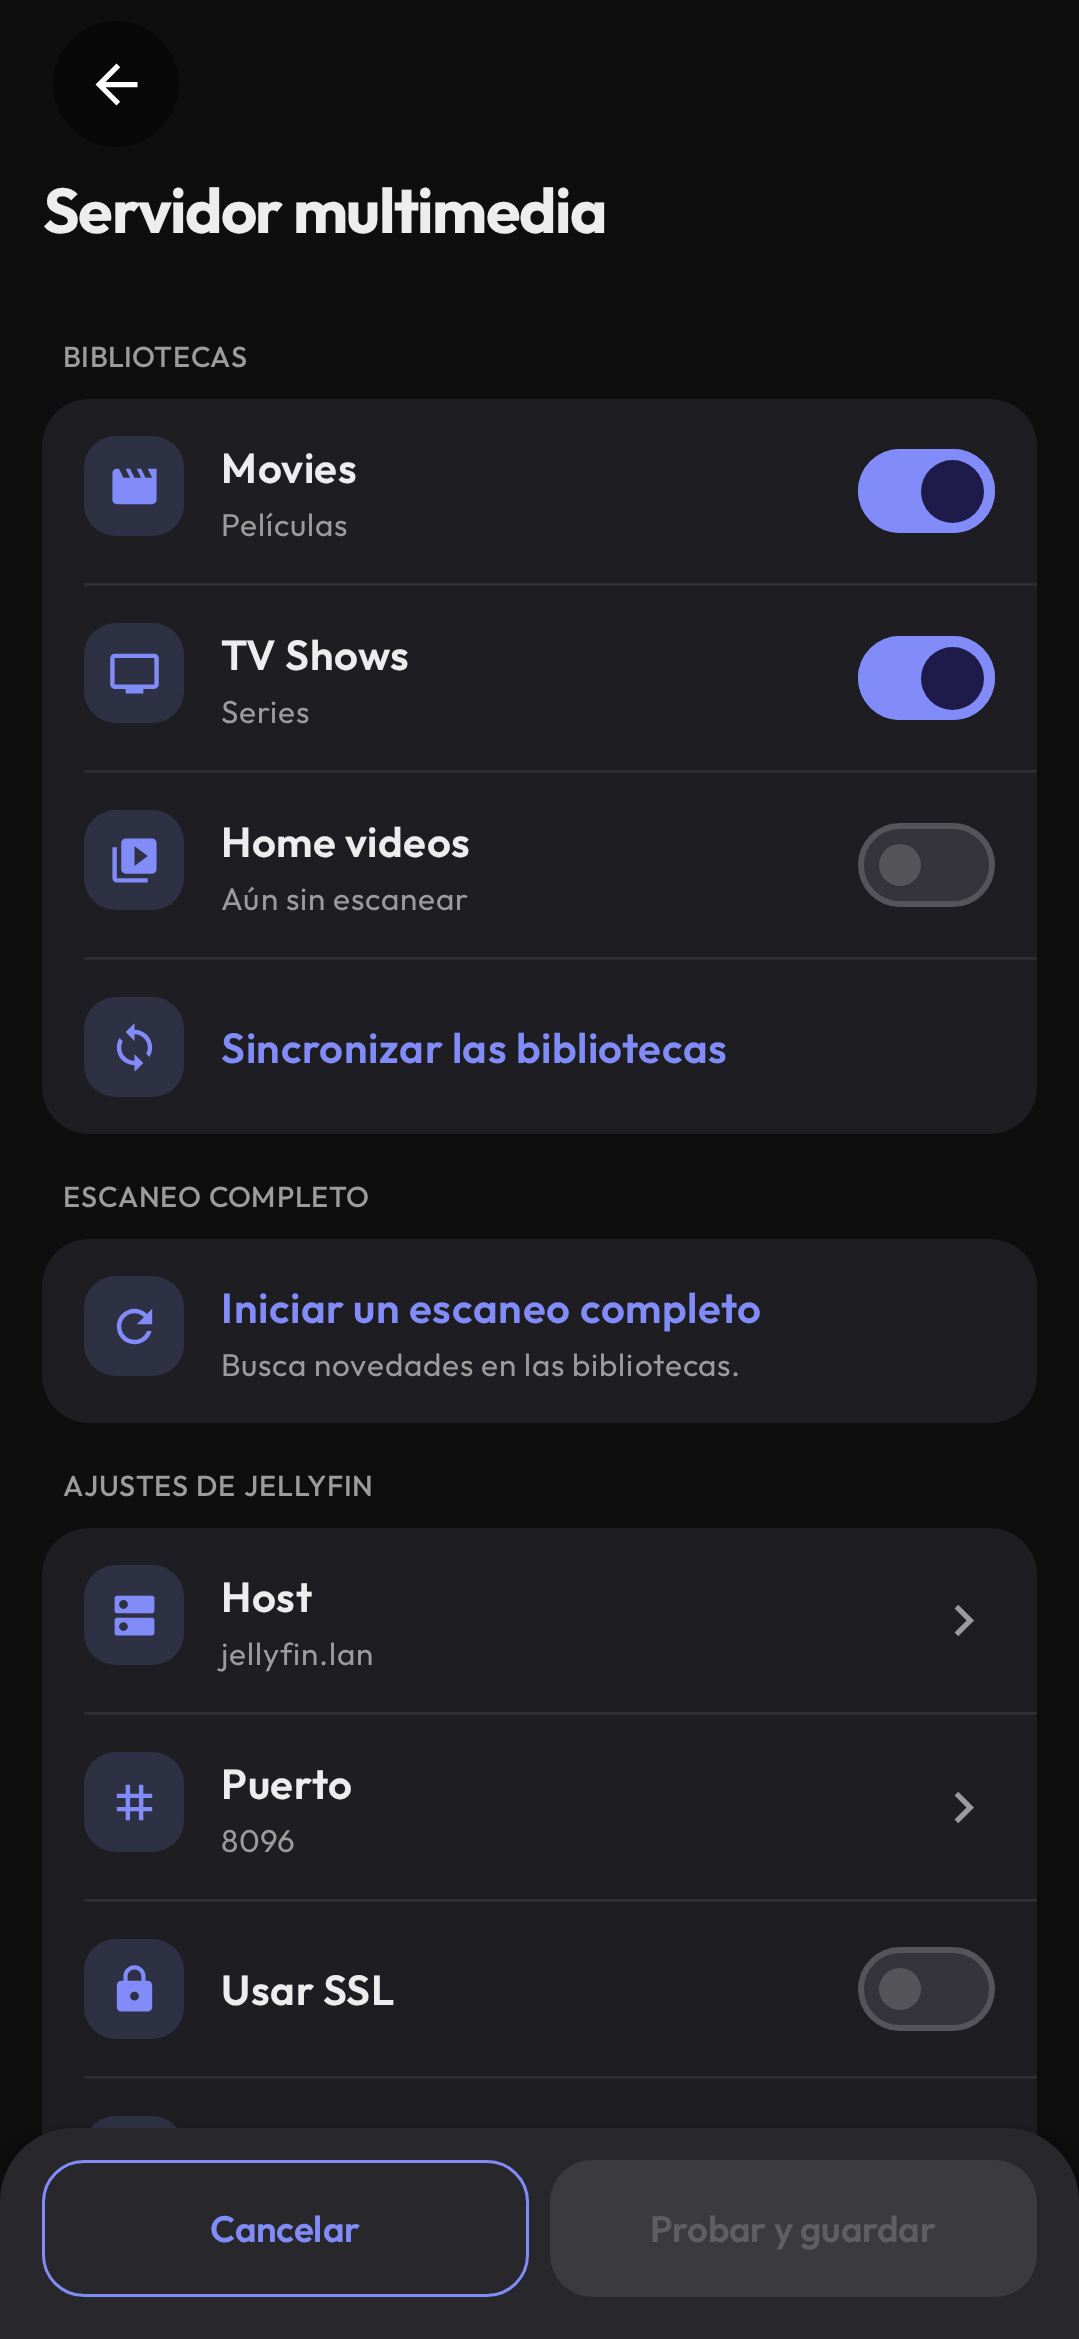 Servidor multimedia
BIBLIOTECAS
Movies
Películas
TV Shows
Series
Home videos
Aún sin escanear
Sincronizar las bibliotecas
ESCANEO COMPLETO
Iniciar un escaneo completo
Busca novedades en las bibliotecas.
AJUSTES DE JELLYFIN
Host
jellyfin.lan
Puerto
8096
Usar SSL
Cancelar
Probar y guardar